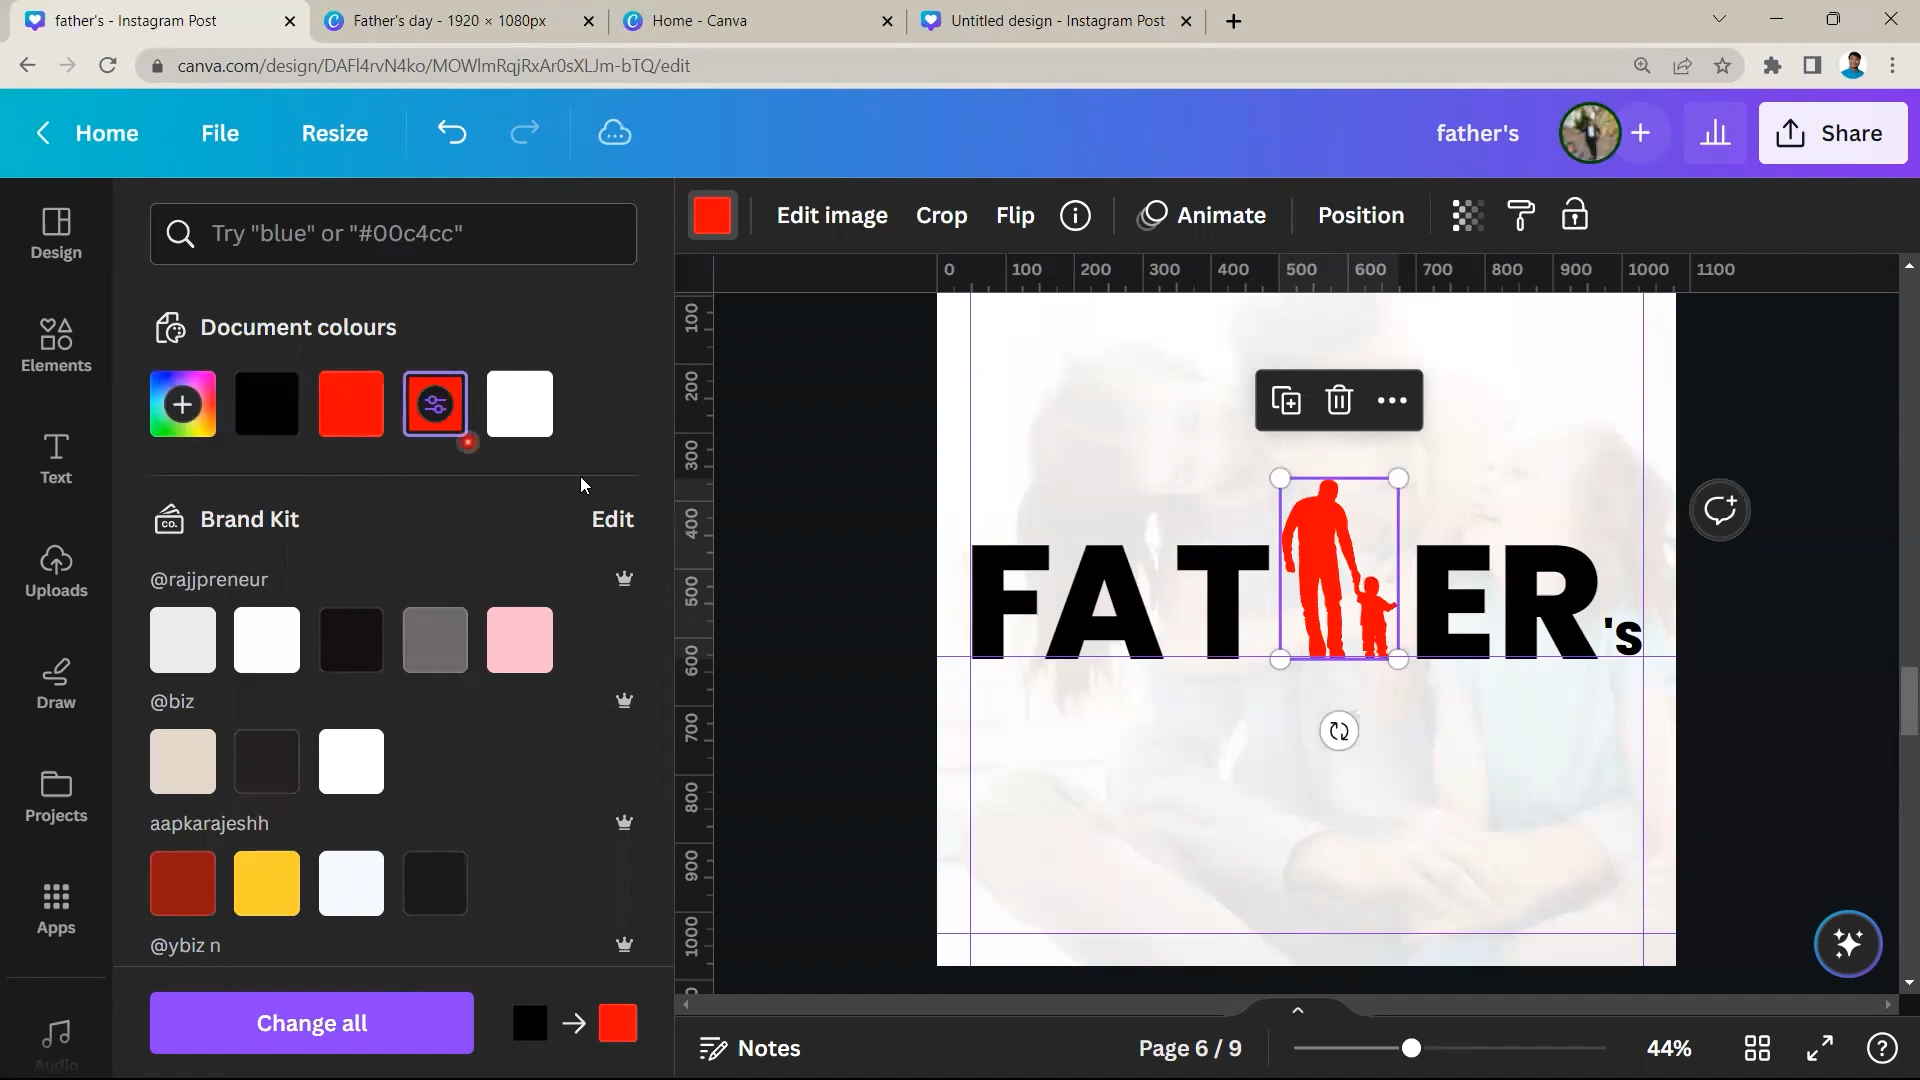 father's - Instagram Post
Father's day - 1920 × 1080px
Home - Canva
Untitled design - Instagram Post
canva.com/design/DAFl4rvN4ko/MOWlmRqjRxAr0sXLJm-bTQ/edit
Home
File
Resize
father's
Share
Design
Elements
Text
Uploads
Draw
Projects
Apps
Audio
Try "blue" or "#00c4cc"
Document colours
CO.
Brand Kit
Edit
@rajjpreneur
@biz
aapkarajeshh
@ybiz n
Change all
Edit image
Crop
Flip
Animate
Position
0 100 200 300 400 500 600 700 800 900 1000 1100
100
200
300
400
500
600
700
800
900
1000
FAT ER's
Notes
Page 6 / 9
44%